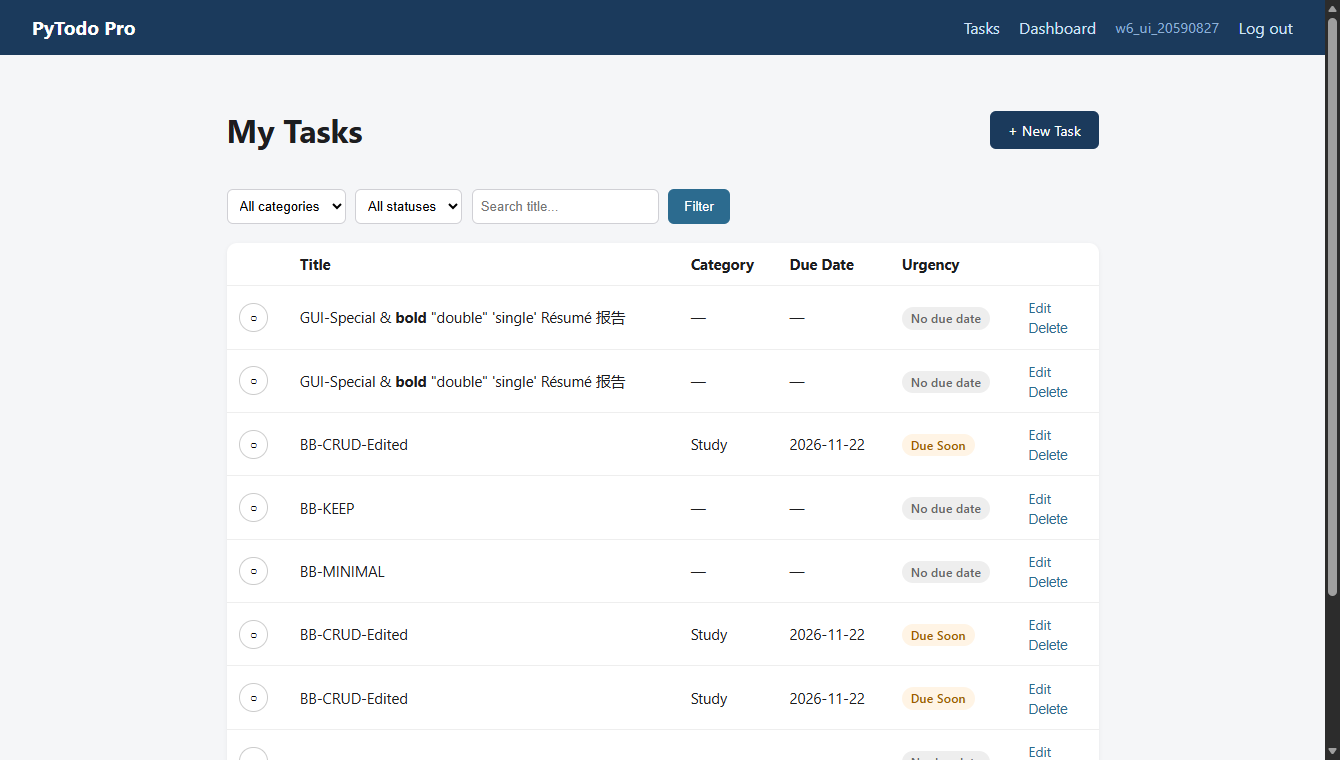 PyTodo Pro Tasks Dashboard w6_ui_20590827 Log out
My Tasks + New Task
All categories All statuses Search title... Filter
Title Category Due Date Urgency
GUI-Special & bold "double" 'single' Résumé 报告 — — No due date Edit Delete
GUI-Special & bold "double" 'single' Résumé 报告 — — No due date Edit Delete
BB-CRUD-Edited Study 2026-11-22 Due Soon Edit Delete
BB-KEEP — — No due date Edit Delete
BB-MINIMAL — — No due date Edit Delete
BB-CRUD-Edited Study 2026-11-22 Due Soon Edit Delete
BB-CRUD-Edited Study 2026-11-22 Due Soon Edit Delete
Edit